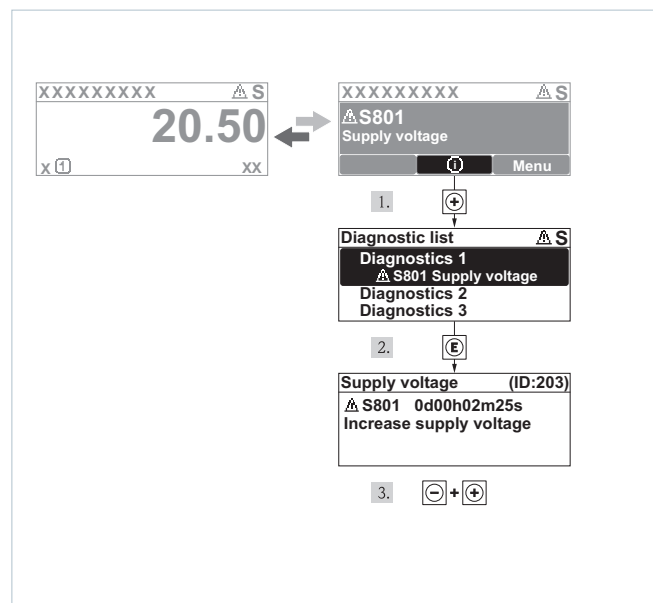 XXXXXXXXX ⚠S
20.50
x 1 xx
XXXXXXXXX ⚠S
⚠S801
Supply voltage
i Menu
1. +
Diagnostic list ⚠S
Diagnostics 1
⚠ S801 Supply voltage
Diagnostics 2
Diagnostics 3
2. E
Supply voltage (ID:203)
⚠ S801 0d00h02m25s
Increase supply voltage
3. - + +